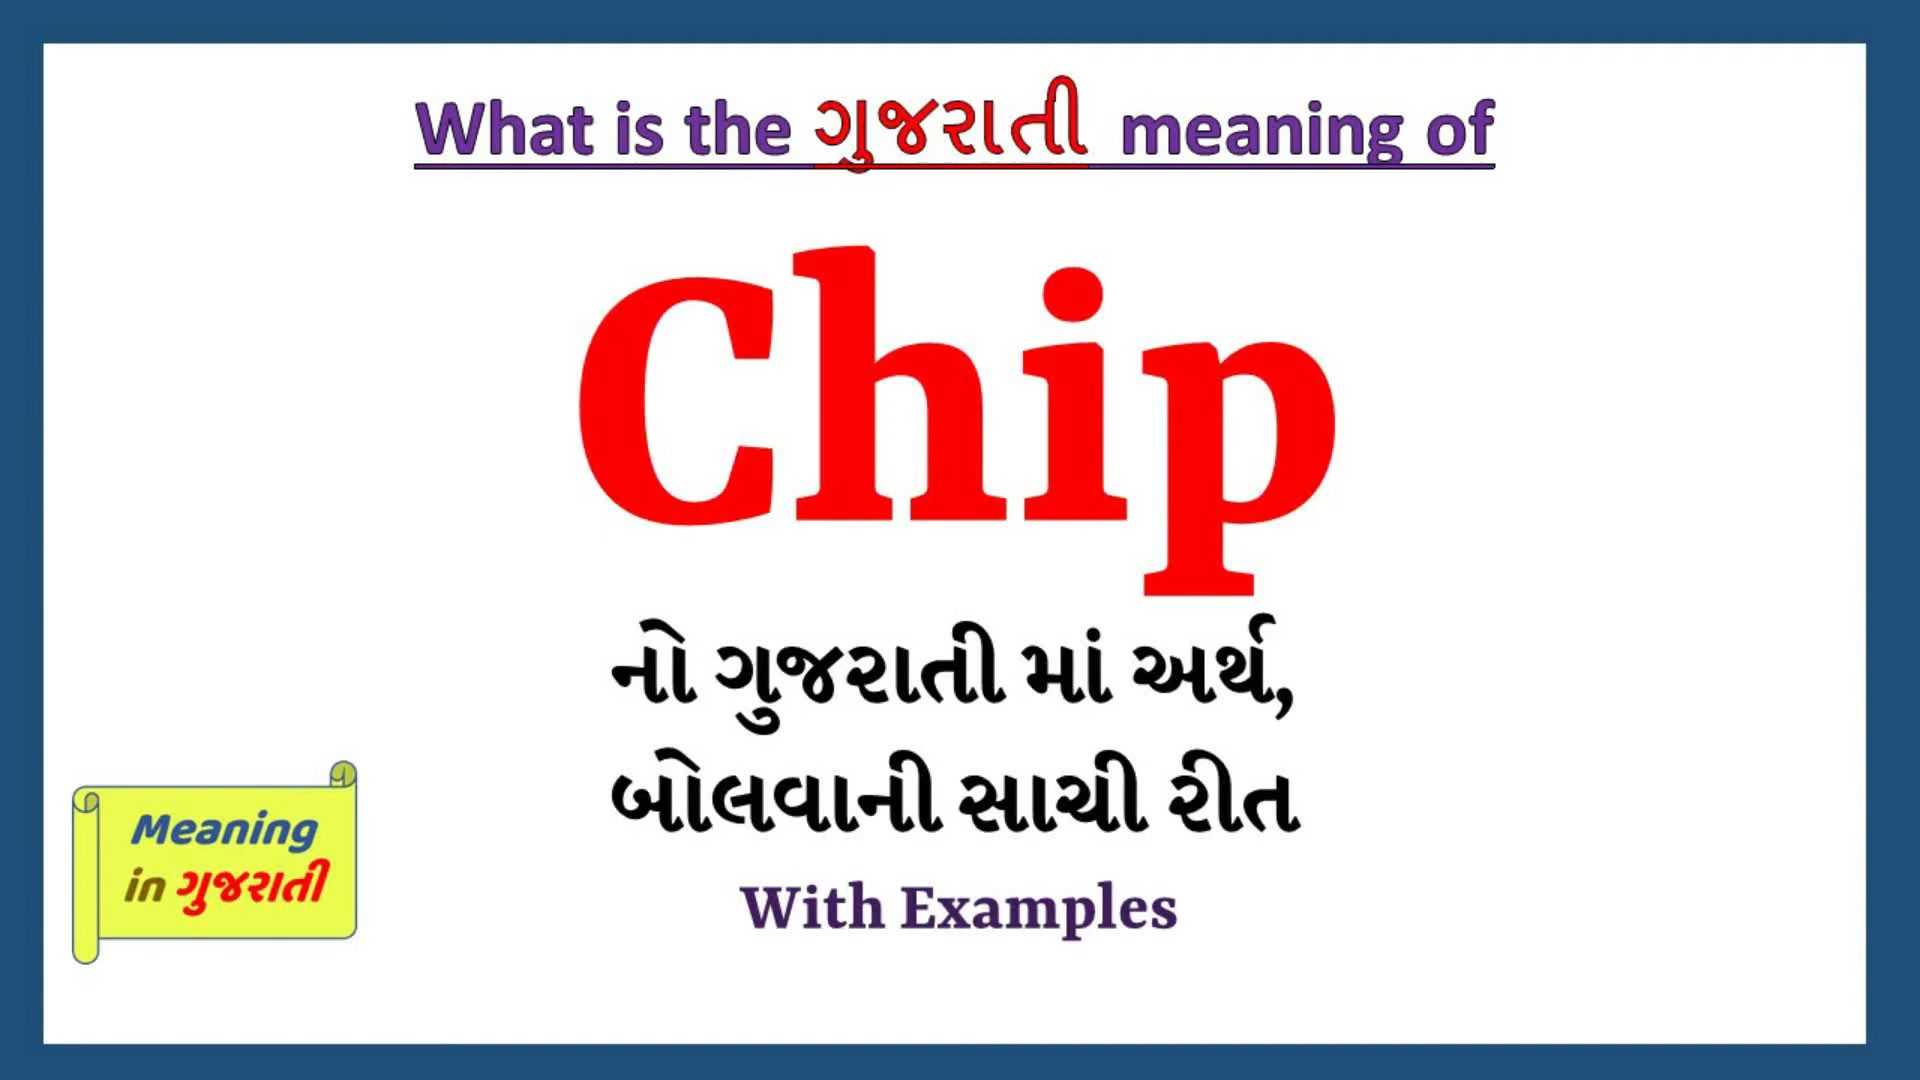 What is the ગુજરાતી meaning of
Chip
નો ગુજરાતી માં અર્થ,
બોલવાની સાચી રીત
With Examples
Meaning
in ગુજરાતી